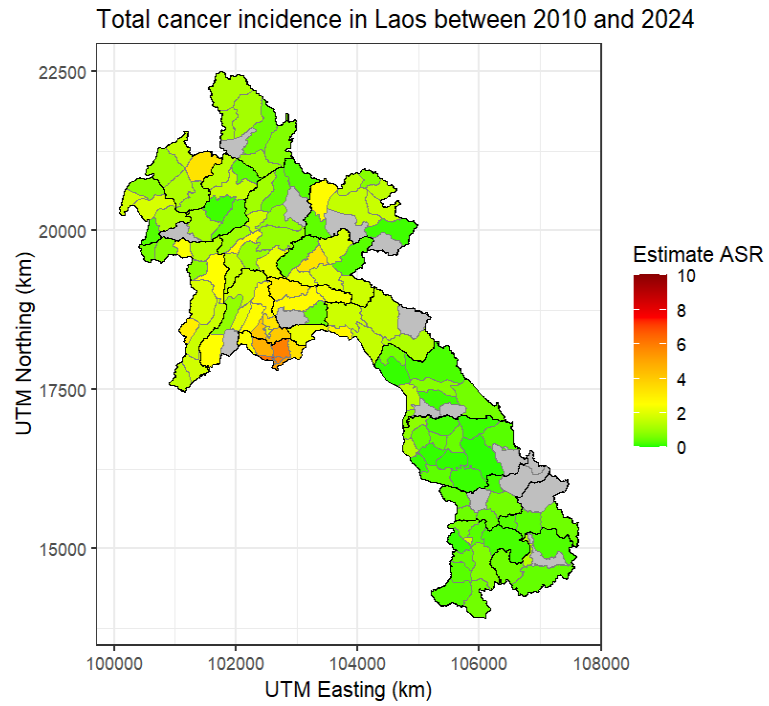 Total cancer incidence in Laos between 2010 and 2024
22500
20000
17500
15000
UTM Northing (km)
100000 102000 104000 106000 108000
UTM Easting (km)
Estimate ASR
10
8
6
4
2
0